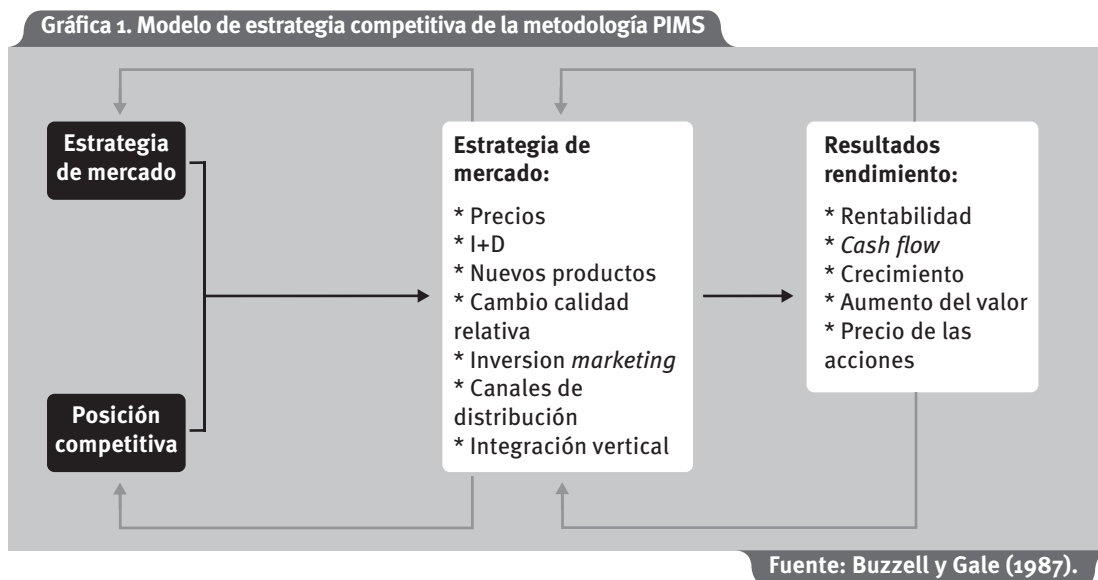 Gráfica 1. Modelo de estrategia competitiva de la metodología PIMS
Estrategia
de mercado
Posición
competitiva
Estrategia de
mercado:
* Precios
* I+D
* Nuevos productos
* Cambio calidad
relativa
* Inversion marketing
* Canales de
distribución
* Integración vertical
Resultados
rendimiento:
* Rentabilidad
* Cash flow
* Crecimiento
* Aumento del valor
* Precio de las
acciones
Fuente: Buzzell y Gale (1987).